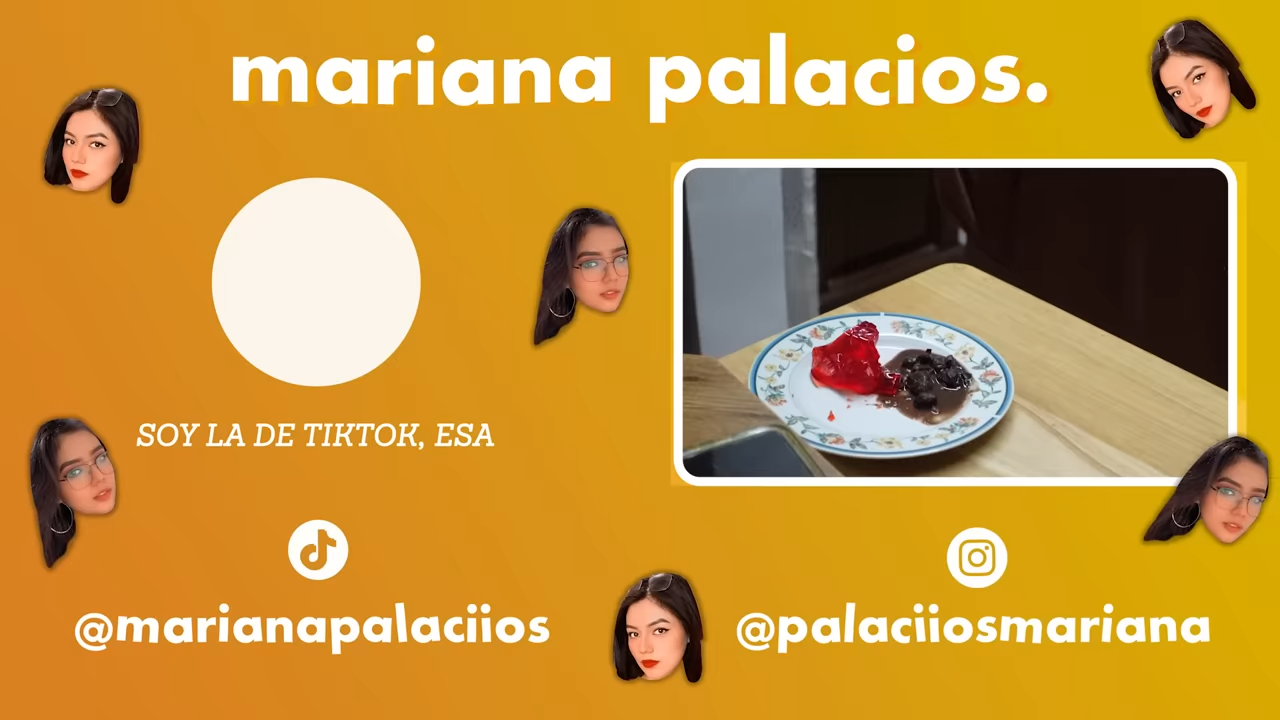 mariana palacios.
SOY LA DE TIKTOK, ESA
@marianapalaciios
@palaciiosmariana